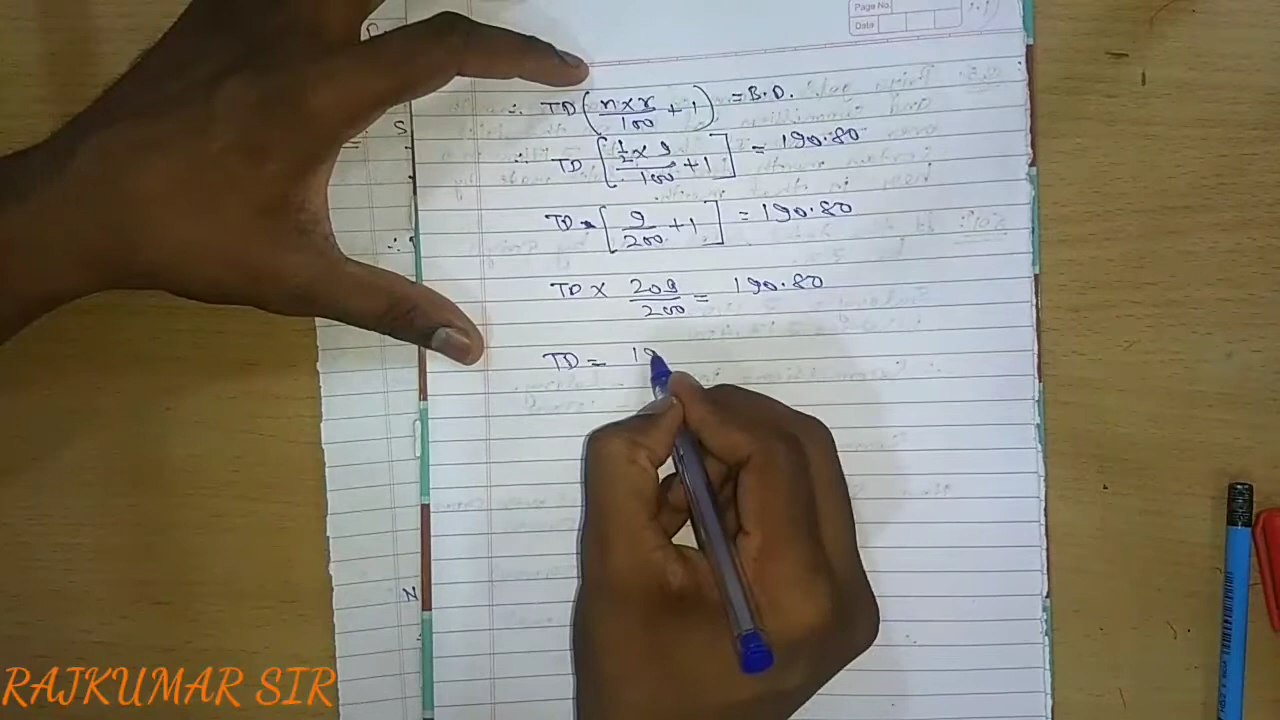 Page No.
Date
∴ TD ( n × r / 100 + 1 ) = B.D.
S
∴ TD [ 1/2 × 9 / 100 + 1 ] = 190.80
TD [ 9 / 200 + 1 ] = 190.80
TD × 209 / 200 = 190.80
TD = 19
N
RAJKUMAR SIR